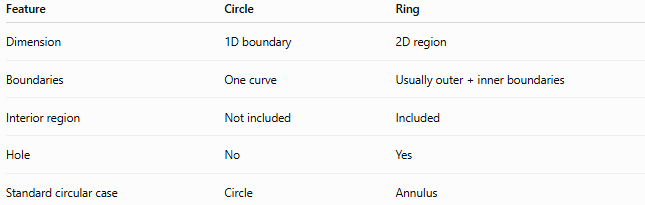 Feature Circle Ring
Dimension 1D boundary 2D region
Boundaries One curve Usually outer + inner boundaries
Interior region Not included Included
Hole No Yes
Standard circular case Circle Annulus